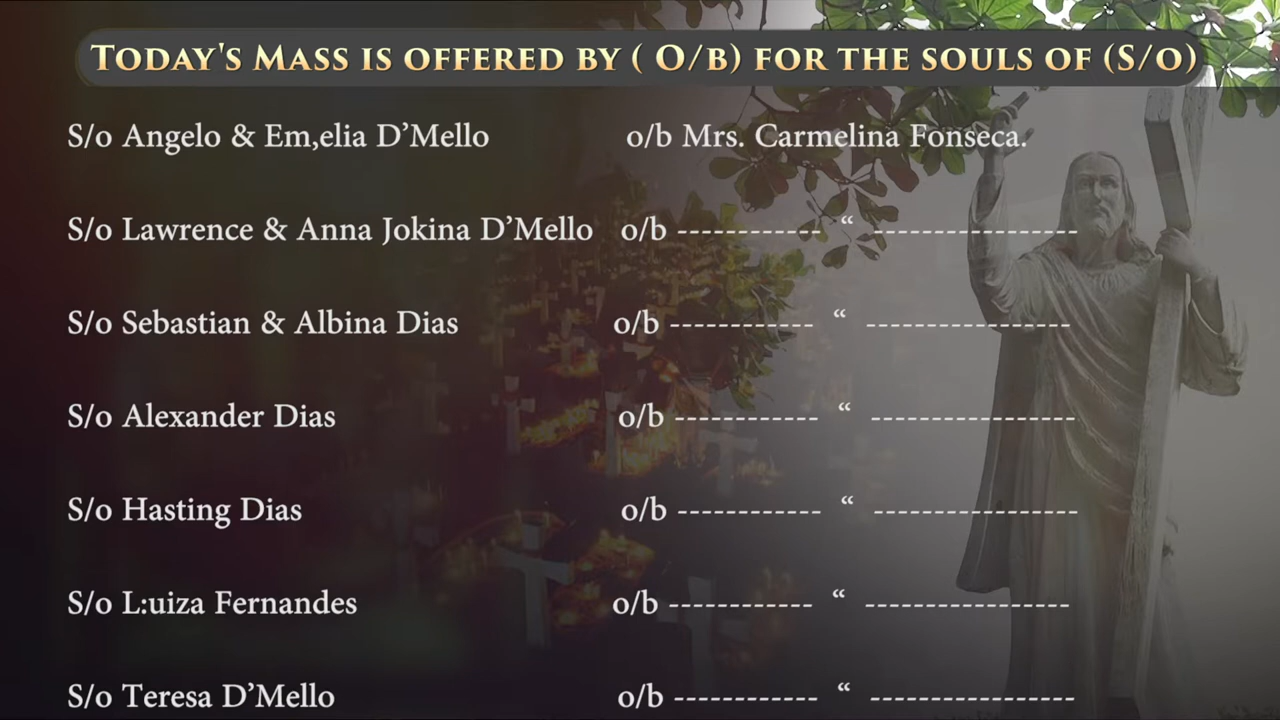 TODAY'S MASS IS OFFERED BY ( O/B) FOR THE SOULS OF (S/O)
S/o Angelo & Em,elia D’Mello o/b Mrs. Carmelina Fonseca.
S/o Lawrence & Anna Jokina D’Mello o/b ------------ “ -----------------
S/o Sebastian & Albina Dias o/b ------------ “ -----------------
S/o Alexander Dias o/b ------------ “ -----------------
S/o Hasting Dias o/b ------------ “ -----------------
S/o L:uiza Fernandes o/b ------------ “ -----------------
S/o Teresa D’Mello o/b ------------ “ -----------------